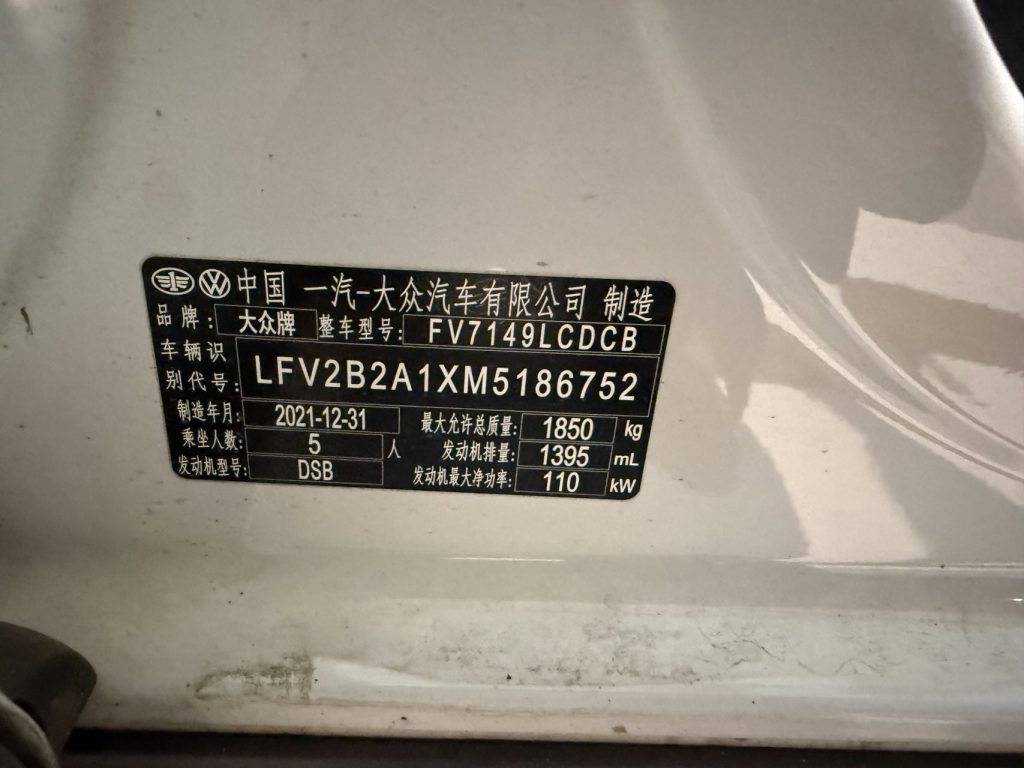 中国 一汽-大众汽车有限公司 制造
品牌: 大众牌 整车型号: FV7149LCDCB
车辆识别代号: LFV2B2A1XM5186752
制造年月: 2021-12-31 最大允许总质量: 1850 kg
乘坐人数: 5 人 发动机排量: 1395 mL
发动机型号: DSB 发动机最大净功率: 110 kW